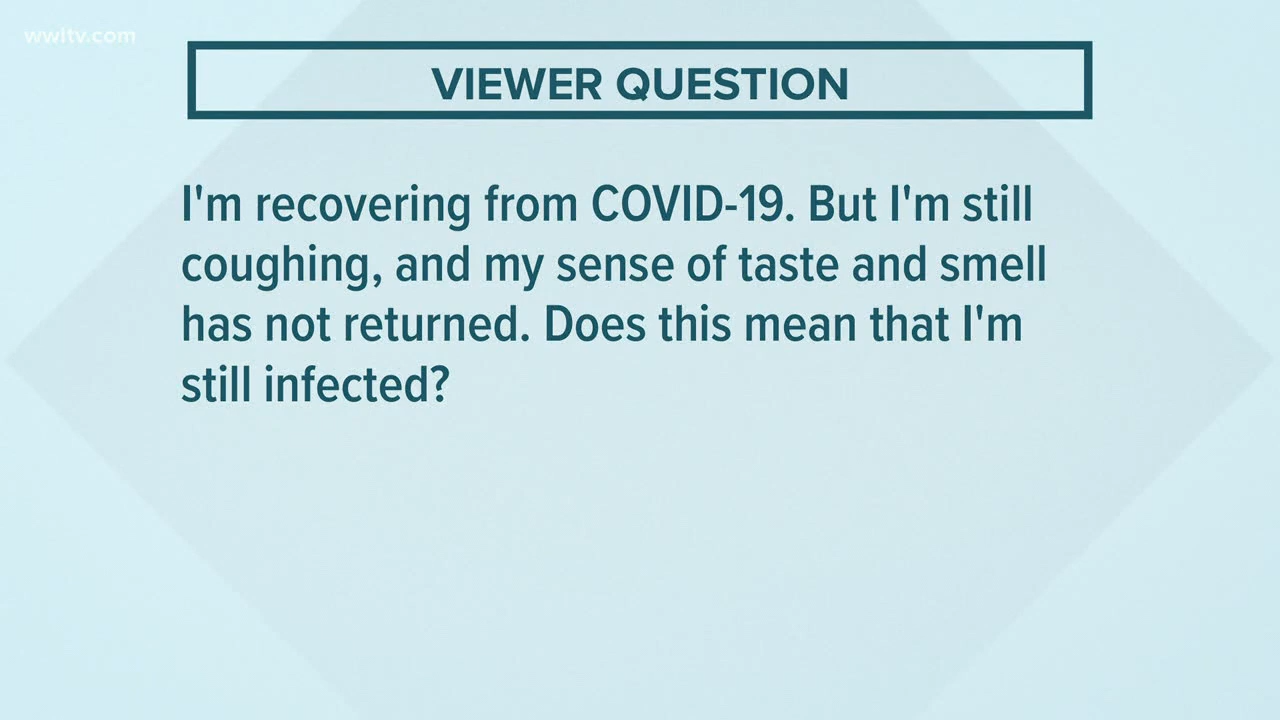 wwltv.com
VIEWER QUESTION
I'm recovering from COVID-19. But I'm still
coughing, and my sense of taste and smell
has not returned. Does this mean that I'm
still infected?